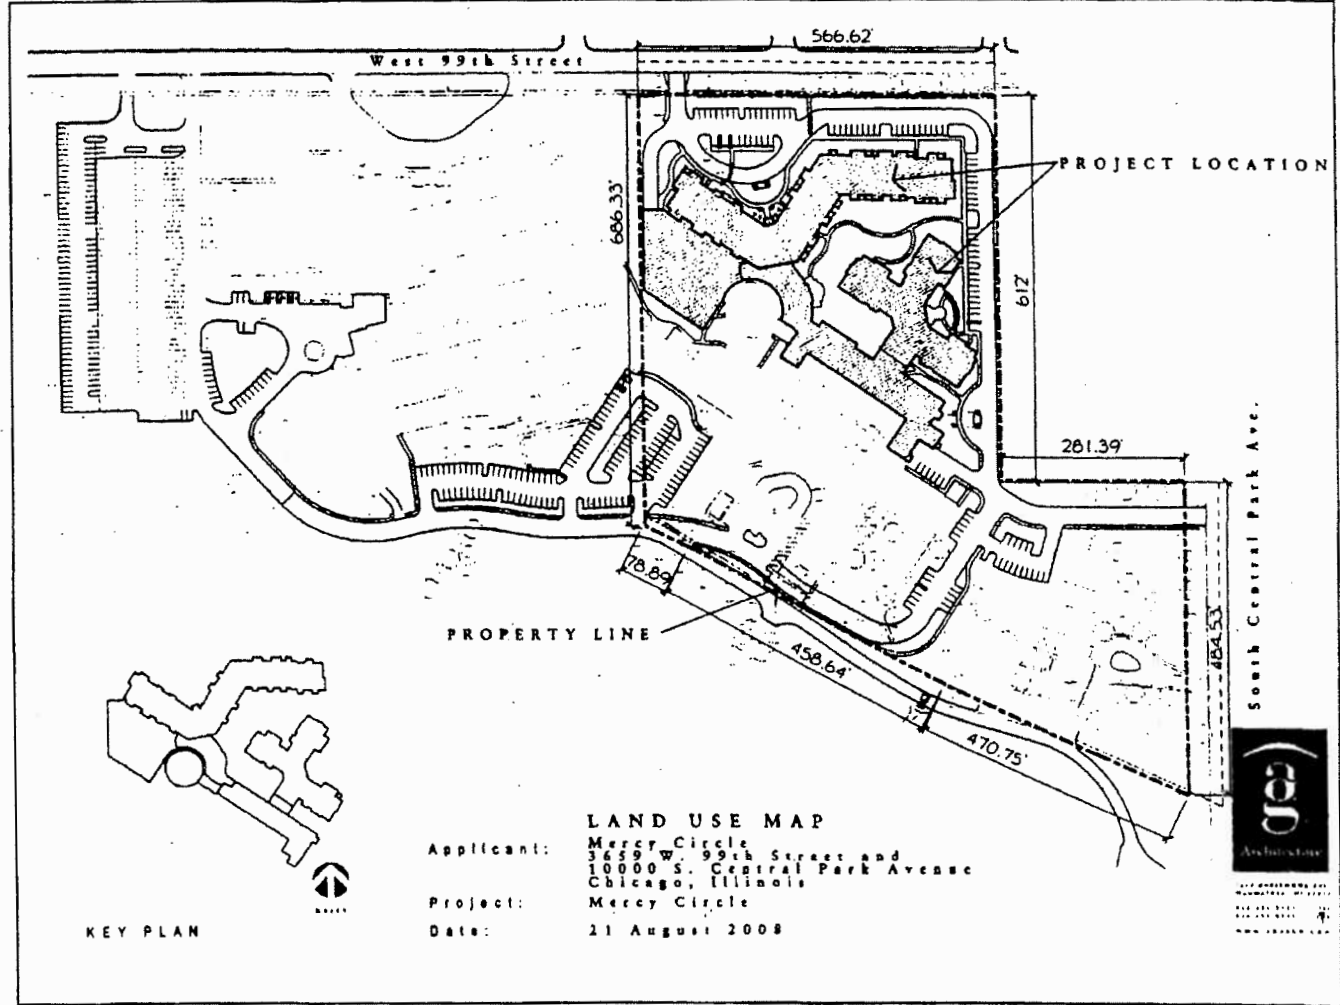 566.62'
West 99th Street
PROJECT LOCATION
686.33'
612'
281.39'
South Central Park Ave.
484.53'
78.89'
PROPERTY LINE
458.64'
470.75'
LAND USE MAP
Applicant: Mercy Circle
3659 W. 99th Street and
10000 S. Central Park Avenue
Chicago, Illinois
Project: Mercy Circle
Date: 21 August 2008
KEY PLAN
ag
Architecture